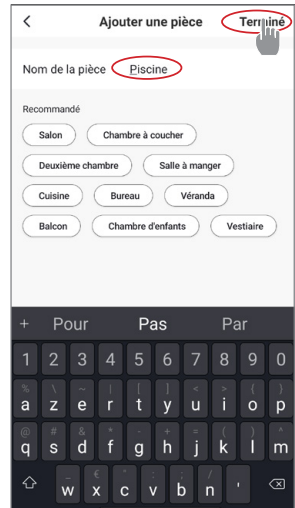 Ajouter une pièce Terminé
Nom de la pièce Piscine
Recommandé
Salon Chambre à coucher
Deuxième chambre Salle à manger
Cuisine Bureau Véranda
Balcon Chambre d'enfants Vestiaire
+ Pour Pas Par
1 2 3 4 5 6 7 8 9 0
a z e r t y u i o p
q s d f g h j k l m
w x c v b n '